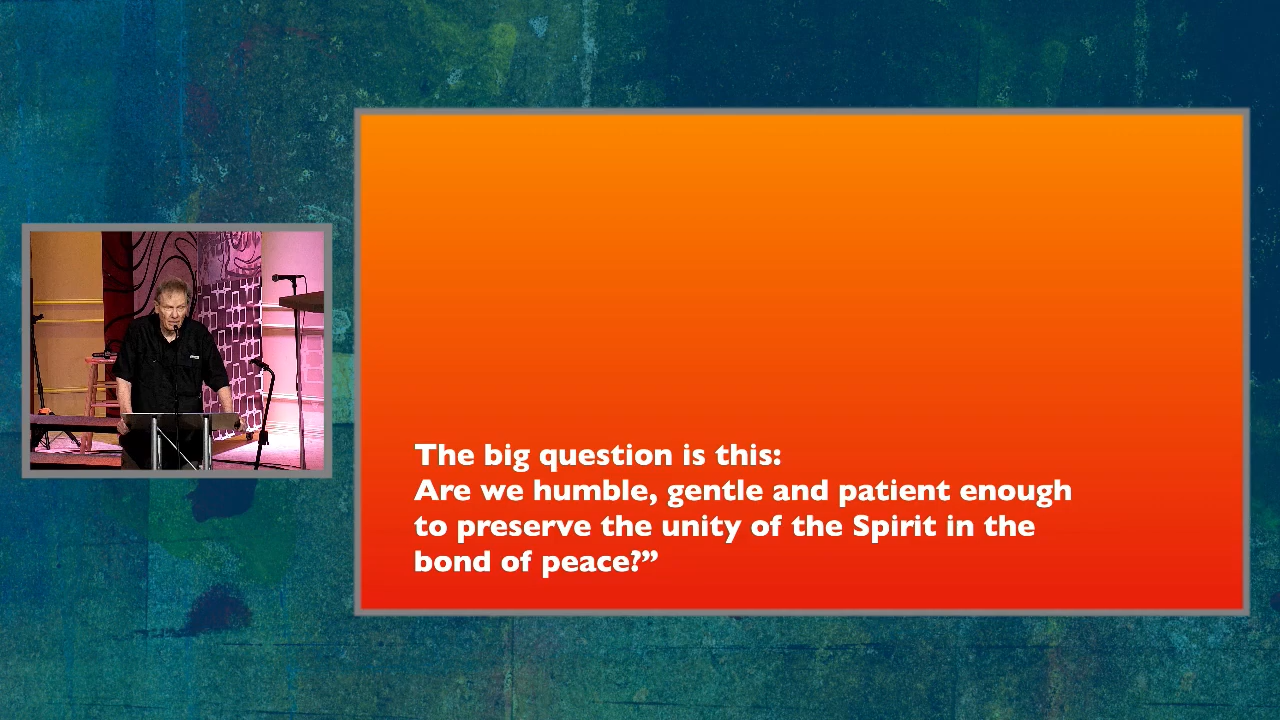 The big question is this:
Are we humble, gentle and patient enough
to preserve the unity of the Spirit in the
bond of peace?”